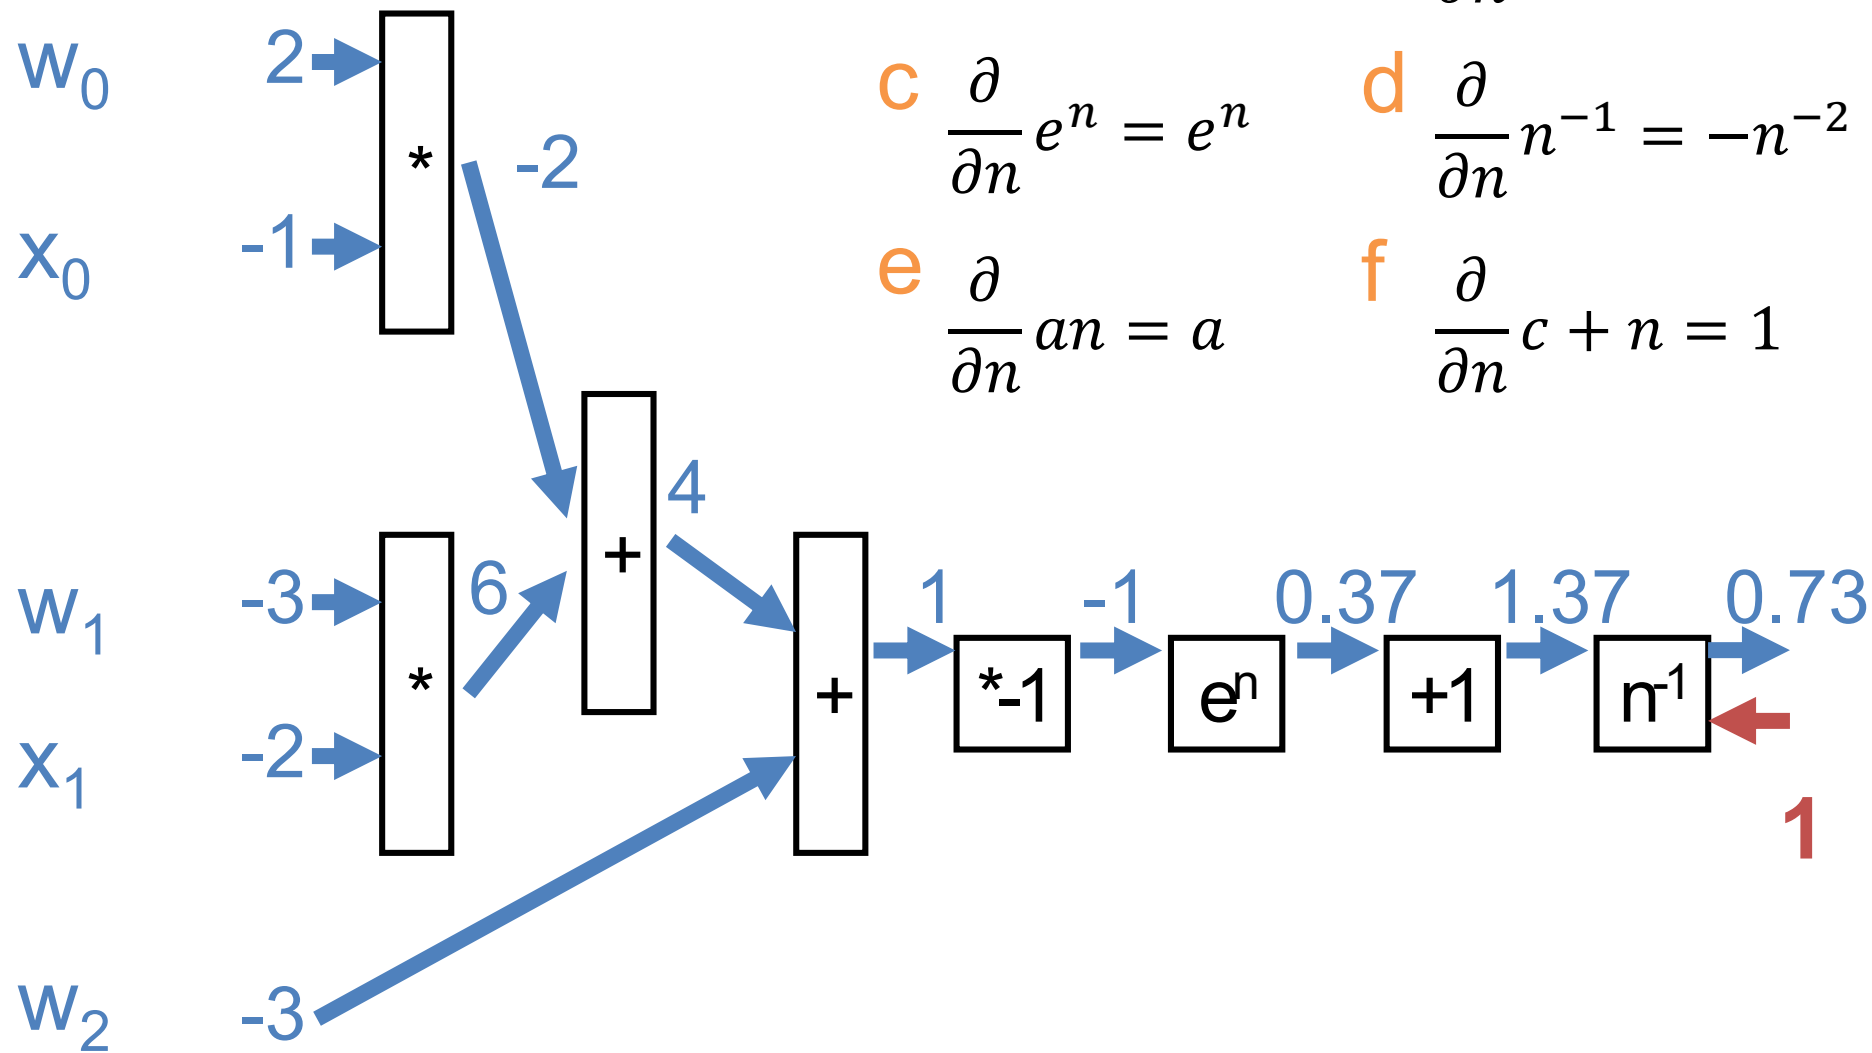 w0 2
*
-2
x0 -1
c ∂/∂n e^n = e^n
d ∂/∂n n^-1 = −n^-2
e ∂/∂n an = a
f ∂/∂n c + n = 1
+
4
w1 -3
*
6
x1 -2
+
1 -1 0.37 1.37 0.73
*-1 e^n +1 n^-1
1
w2 -3